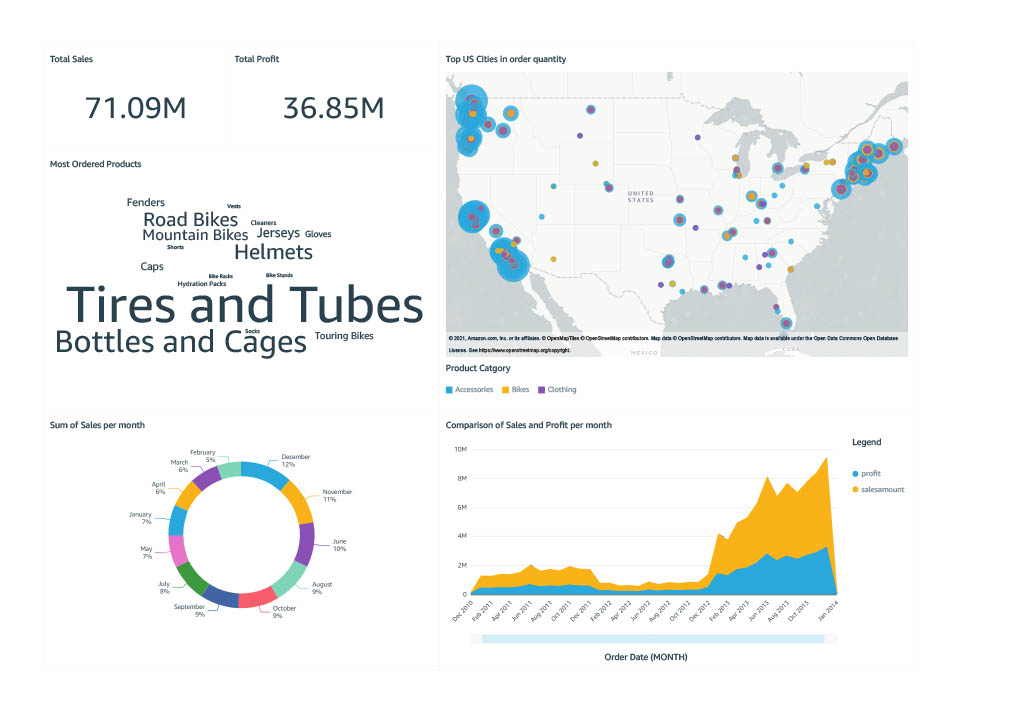 Total Sales
71.09M
Total Profit
36.85M
Most Ordered Products
Fenders
Vests
Road Bikes
Cleaners
Mountain Bikes
Jerseys
Gloves
Shorts
Helmets
Caps
Bike Racks
Bike Stands
Hydration Packs
Tires and Tubes
Socks
Bottles and Cages
Touring Bikes
Top US Cities in order quantity
UNITED
STATES
MEXICO
CUBA
© 2021, Amazon.com, Inc. or its affiliates. © OpenMapTiles © OpenStreetMap contributors. Map data © OpenStreetMap contributors. Map data is available under the Open Data Commons Open Database
License. See https://www.openstreetmap.org/copyright.
Product Catgory
Accessories
Bikes
Clothing
Sum of Sales per month
February
5%
December
12%
March
6%
November
11%
April
6%
January
7%
June
10%
May
7%
July
8%
August
9%
September
9%
October
9%
Comparison of Sales and Profit per month
Legend
profit
salesamount
10M
8M
6M
4M
2M
0
Dec 2010
Feb 2011
Apr 2011
Jun 2011
Aug 2011
Oct 2011
Dec 2011
Feb 2012
Apr 2012
Jun 2012
Aug 2012
Oct 2012
Dec 2012
Feb 2013
Apr 2013
Jun 2013
Aug 2013
Oct 2013
Jan 2014
Order Date (MONTH)